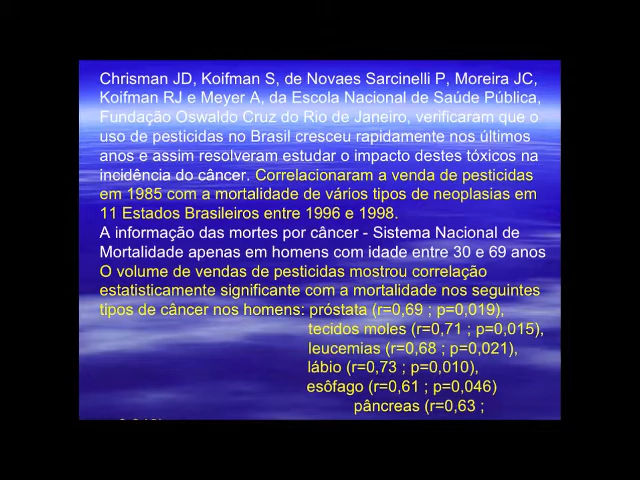 Chrisman JD, Koifman S, de Novaes Sarcinelli P, Moreira JC,
Koifman RJ e Meyer A, da Escola Nacional de Saúde Pública,
Fundação Oswaldo Cruz do Rio de Janeiro, verificaram que o
uso de pesticidas no Brasil cresceu rapidamente nos últimos
anos e assim resolveram estudar o impacto destes tóxicos na
incidência do câncer. Correlacionaram a venda de pesticidas
em 1985 com a mortalidade de vários tipos de neoplasias em
11 Estados Brasileiros entre 1996 e 1998.
A informação das mortes por câncer - Sistema Nacional de
Mortalidade apenas em homens com idade entre 30 e 69 anos
O volume de vendas de pesticidas mostrou correlação
estatisticamente significante com a mortalidade nos seguintes
tipos de câncer nos homens: próstata (r=0,69 ; p=0,019),
tecidos moles (r=0,71 ; p=0,015),
leucemias (r=0,68 ; p=0,021),
lábio (r=0,73 ; p=0,010),
esôfago (r=0,61 ; p=0,046)
pâncreas (r=0,63 ;